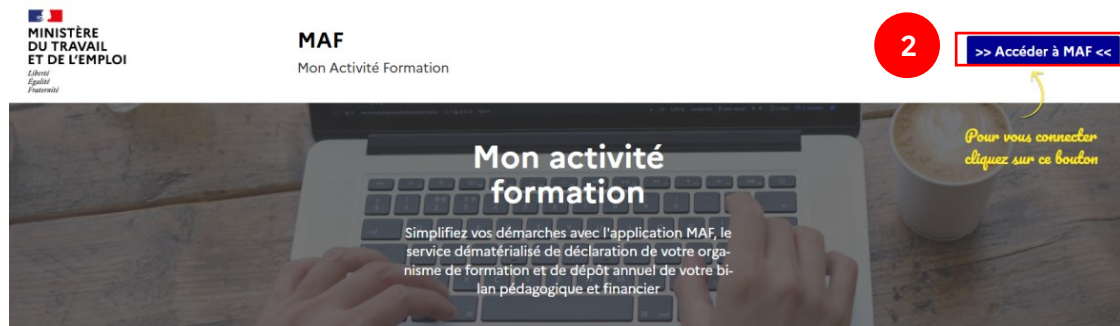 MINISTÈRE
DU TRAVAIL
ET DE L'EMPLOI
Liberté
Égalité
Fraternité
MAF
Mon Activité Formation
2
>> Accéder à MAF <<
Pour vous connecter
cliquez sur ce bouton
Mon activité
formation
Simplifiez vos démarches avec l'application MAF, le
service dématérialisé de déclaration de votre orga-
nisme de formation et de dépôt annuel de votre bi-
lan pédagogique et financier